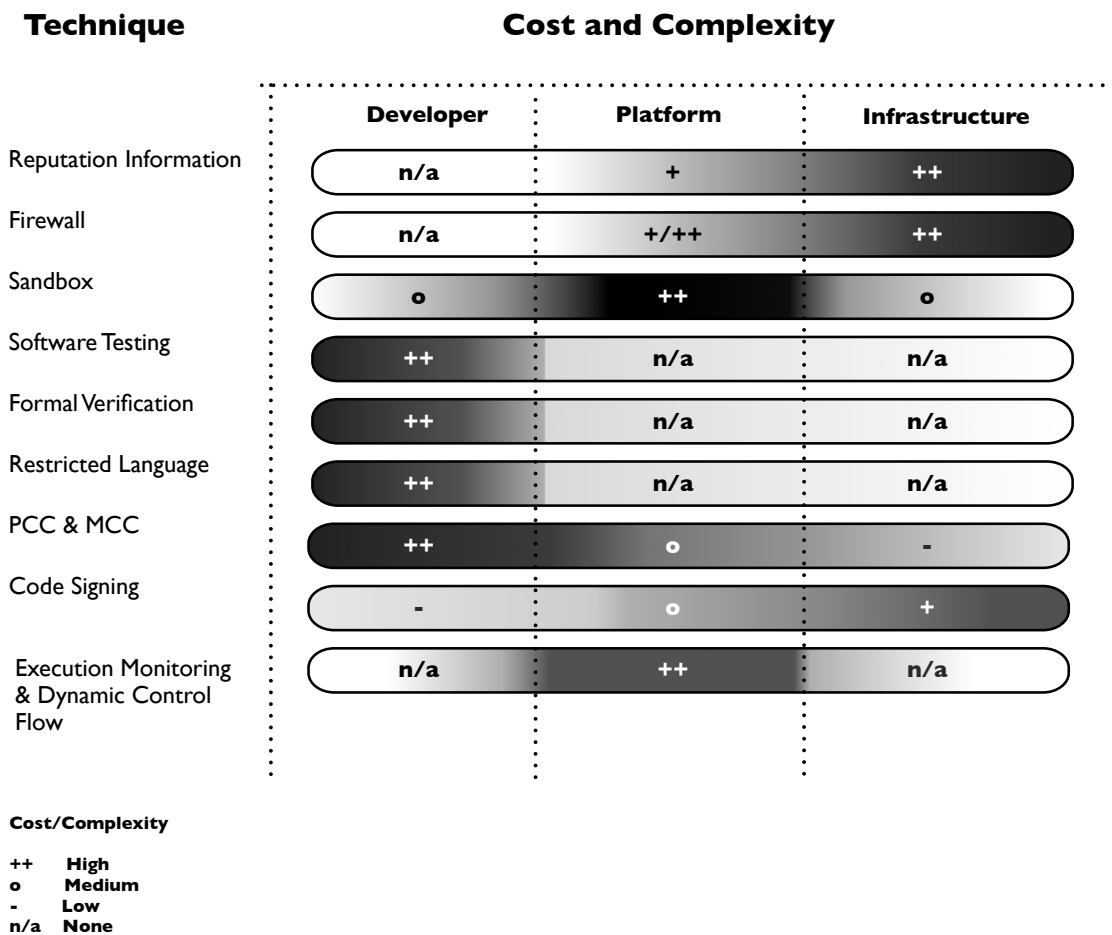 Technique Cost and Complexity
Developer Platform Infrastructure
Reputation Information n/a + ++
Firewall n/a +/++ ++
Sandbox o ++ o
Software Testing ++ n/a n/a
Formal Verification ++ n/a n/a
Restricted Language ++ n/a n/a
PCC & MCC ++ o -
Code Signing - o +
Execution Monitoring n/a ++ n/a
& Dynamic Control
Flow
Cost/Complexity
++ High
o Medium
- Low
n/a None